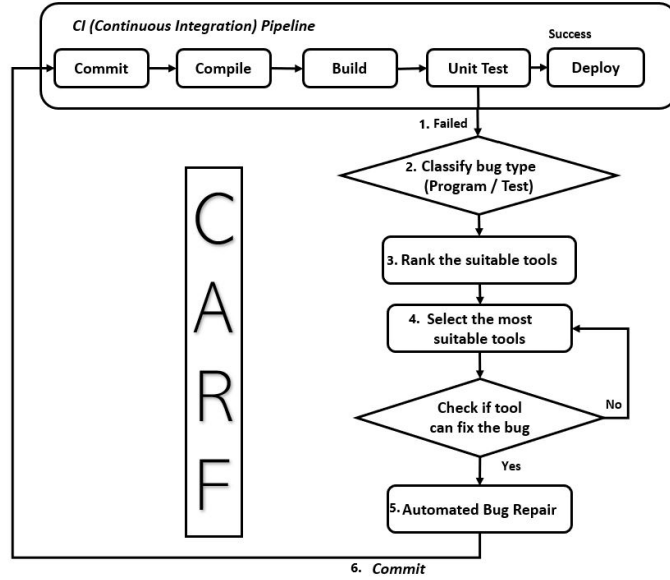 CI (Continuous Integration) Pipeline
Success
Commit
Compile
Build
Unit Test
Deploy
1. Failed
2. Classify bug type
(Program / Test)
C
A
R
F
3. Rank the suitable tools
4. Select the most
suitable tools
No
Check if tool
can fix the bug
Yes
5. Automated Bug Repair
6. Commit